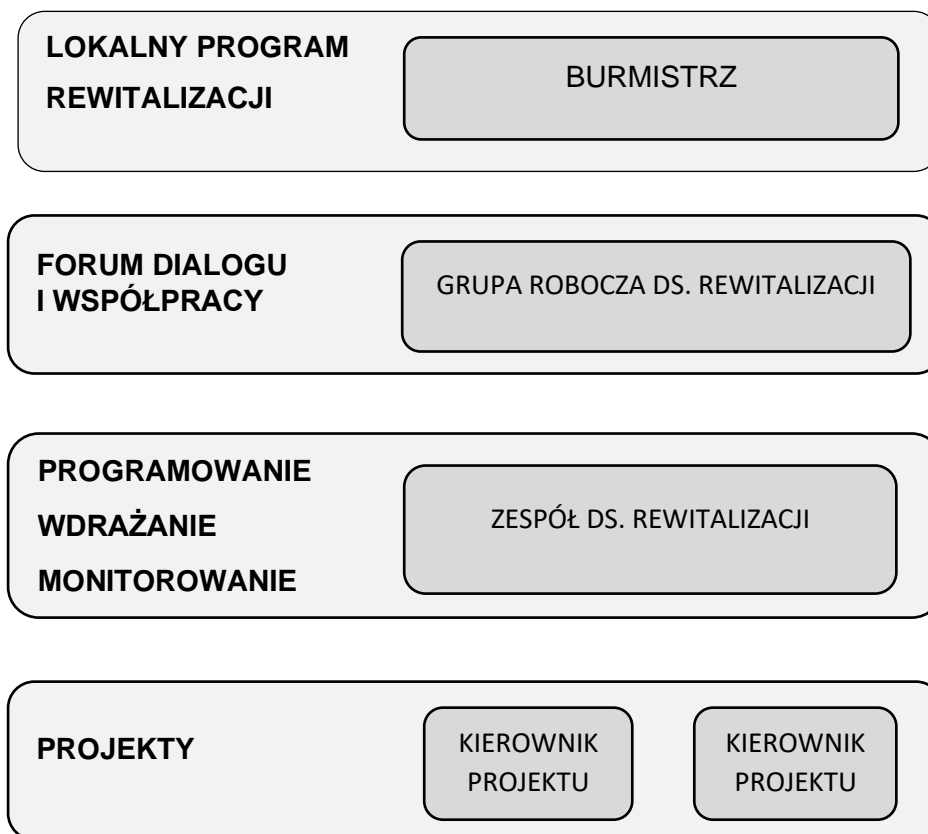 LOKALNY PROGRAM
REWITALIZACJI
BURMISTRZ
FORUM DIALOGU
I WSPÓŁPRACY
GRUPA ROBOCZA DS. REWITALIZACJI
PROGRAMOWANIE
WDRAŻANIE
MONITOROWANIE
ZESPÓŁ DS. REWITALIZACJI
PROJEKTY
KIEROWNIK
PROJEKTU
KIEROWNIK
PROJEKTU